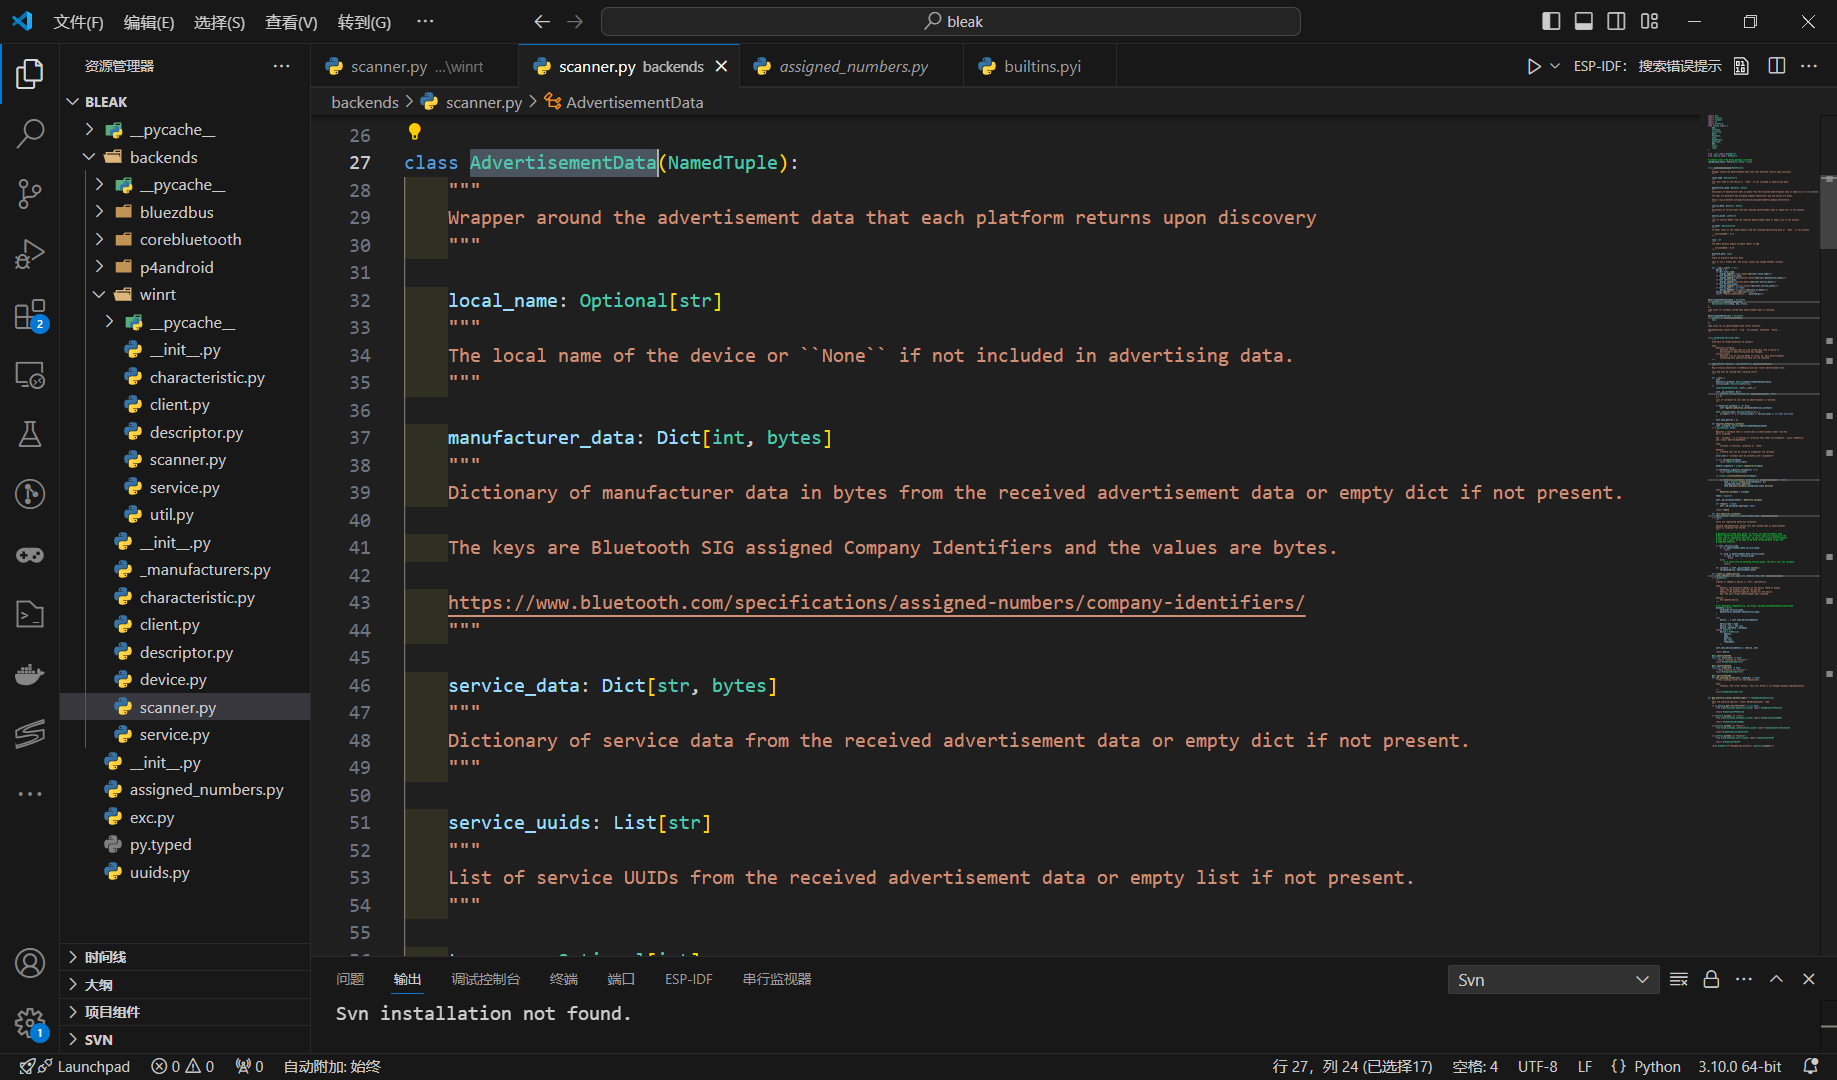 文件(F) 编辑(E) 选择(S) 查看(V) 转到(G) ··· bleak
资源管理器 ···
BLEAK
__pycache__
backends
__pycache__
bluezdbus
corebluetooth
p4android
winrt
__pycache__
__init__.py
characteristic.py
client.py
descriptor.py
scanner.py
service.py
util.py
__init__.py
_manufacturers.py
characteristic.py
client.py
descriptor.py
device.py
scanner.py
service.py
__init__.py
assigned_numbers.py
exc.py
py.typed
uuids.py
时间线
大纲
项目组件
SVN
2
1
scanner.py ...\winrt scanner.py backends assigned_numbers.py builtins.pyi ESP-IDF: 搜索错误提示
backends > scanner.py > AdvertisementData
26
27 class AdvertisementData(NamedTuple):
28 """
29 Wrapper around the advertisement data that each platform returns upon discovery
30 """
31
32 local_name: Optional[str]
33 """
34 The local name of the device or ``None`` if not included in advertising data.
35 """
36
37 manufacturer_data: Dict[int, bytes]
38 """
39 Dictionary of manufacturer data in bytes from the received advertisement data or empty dict if not present.
40
41 The keys are Bluetooth SIG assigned Company Identifiers and the values are bytes.
42
43 https://www.bluetooth.com/specifications/assigned-numbers/company-identifiers/
44 """
45
46 service_data: Dict[str, bytes]
47 """
48 Dictionary of service data from the received advertisement data or empty dict if not present.
49 """
50
51 service_uuids: List[str]
52 """
53 List of service UUIDs from the received advertisement data or empty list if not present.
54 """
55
问题 输出 调试控制台 终端 端口 ESP-IDF 串行监视器 Svn
Svn installation not found.
Launchpad 0 0 0 自动附加: 始终 行 27，列 24 (已选择17) 空格: 4 UTF-8 LF {} Python 3.10.0 64-bit